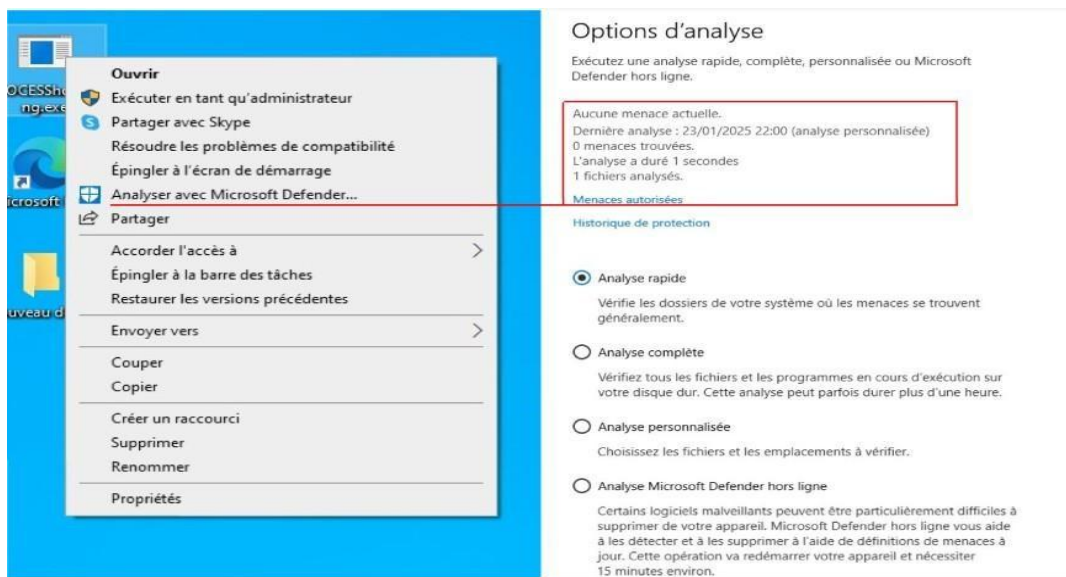 OCESSho
ng.exe
icrosoft
uveau d
Ouvrir
Exécuter en tant qu'administrateur
Partager avec Skype
Résoudre les problèmes de compatibilité
Épingler à l'écran de démarrage
Analyser avec Microsoft Defender...
Partager
Accorder l'accès à
Épingler à la barre des tâches
Restaurer les versions précédentes
Envoyer vers
Couper
Copier
Créer un raccourci
Supprimer
Renommer
Propriétés
Options d'analyse
Exécutez une analyse rapide, complète, personnalisée ou Microsoft
Defender hors ligne.
Aucune menace actuelle.
Dernière analyse : 23/01/2025 22:00 (analyse personnalisée)
0 menaces trouvées.
L'analyse a duré 1 secondes
1 fichiers analysés.
Menaces autorisées
Historique de protection
Analyse rapide
Vérifie les dossiers de votre système où les menaces se trouvent
généralement.
Analyse complète
Vérifiez tous les fichiers et les programmes en cours d'exécution sur
votre disque dur. Cette analyse peut parfois durer plus d'une heure.
Analyse personnalisée
Choisissez les fichiers et les emplacements à vérifier.
Analyse Microsoft Defender hors ligne
Certains logiciels malveillants peuvent être particulièrement difficiles à
supprimer de votre appareil. Microsoft Defender hors ligne vous aide
à les détecter et à les supprimer à l'aide de définitions de menaces à
jour. Cette opération va redémarrer votre appareil et nécessiter
15 minutes environ.